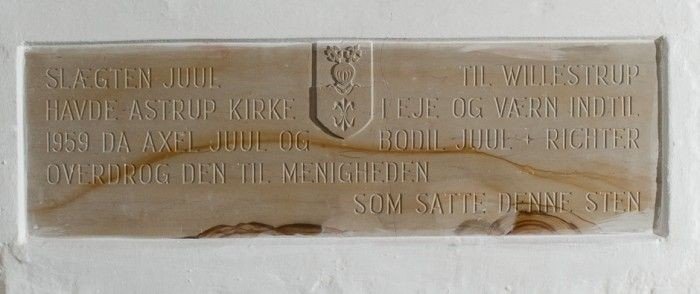 SLÆGTEN JUUL TIL WILLESTRUP
HAVDE ASTRUP KIRKE I EJE OG VÆRN INDTIL
1959 DA AXEL JUUL OG BODIL JUUL + RICHTER
OVERDROG DEN TIL MENIGHEDEN
SOM SATTE DENNE STEN